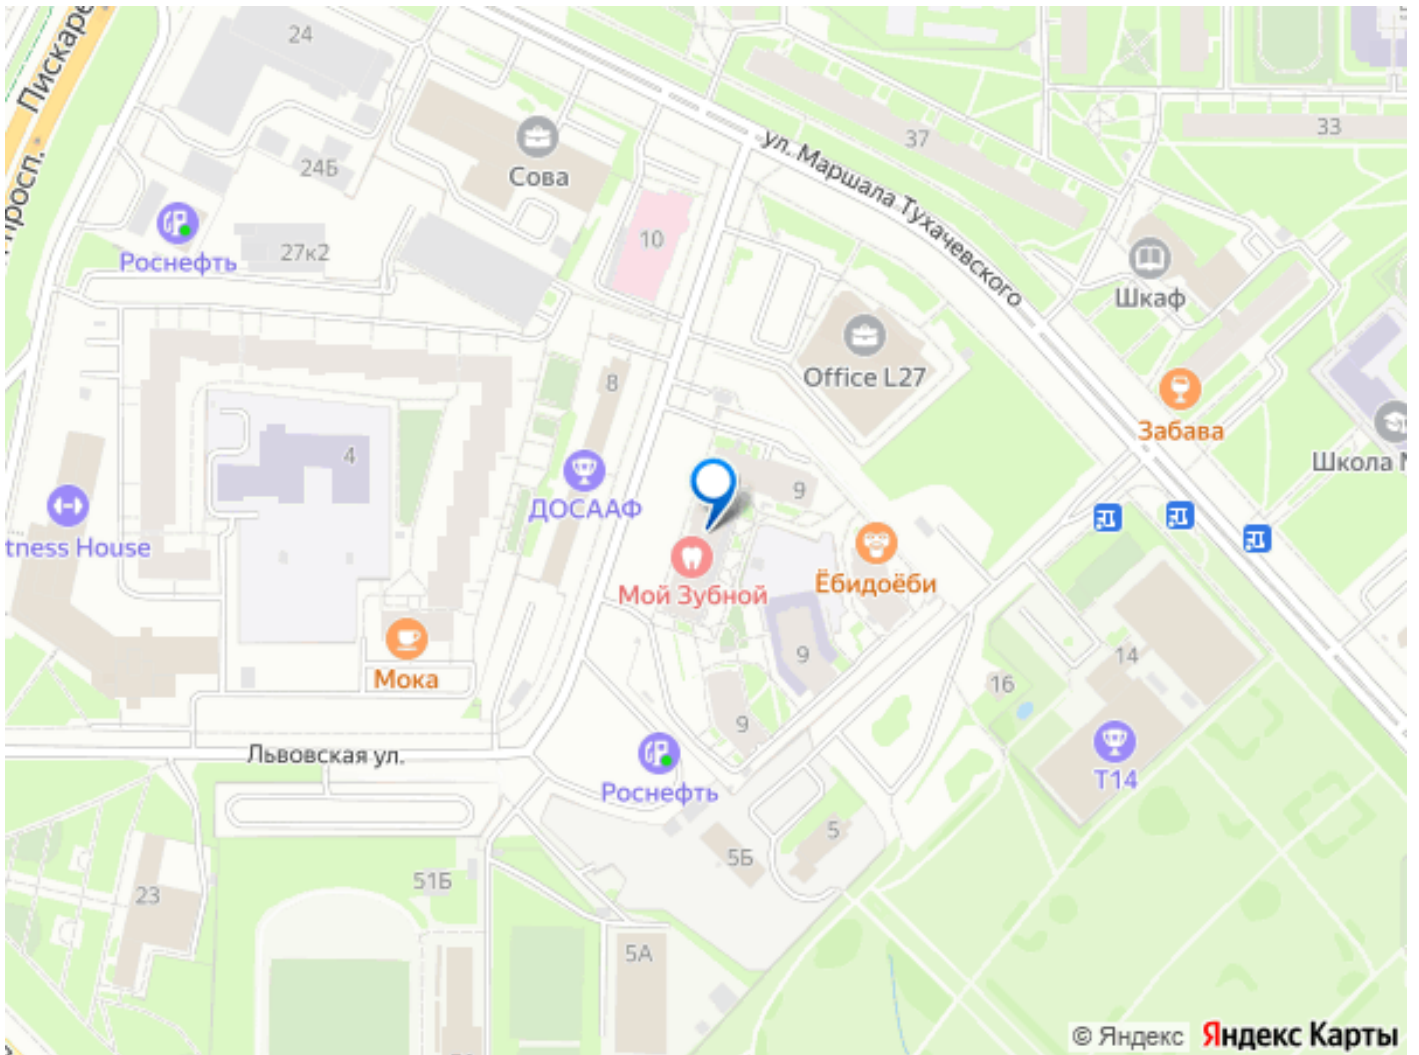 24
Пискаре
просп.
24Б
Сова
37
33
ул. Маршала Тухачевского
10
27к2
Роснефть
Шкаф
Office L27
8
Забава
4
ДОСААФ
Школа
9
tness House
Мой Зубной
Ёбидоёби
9
14
16
Мока
9
Львовская ул.
Роснефть
Т14
5
5Б
51Б
23
5А
© Яндекс Яндекс Карты